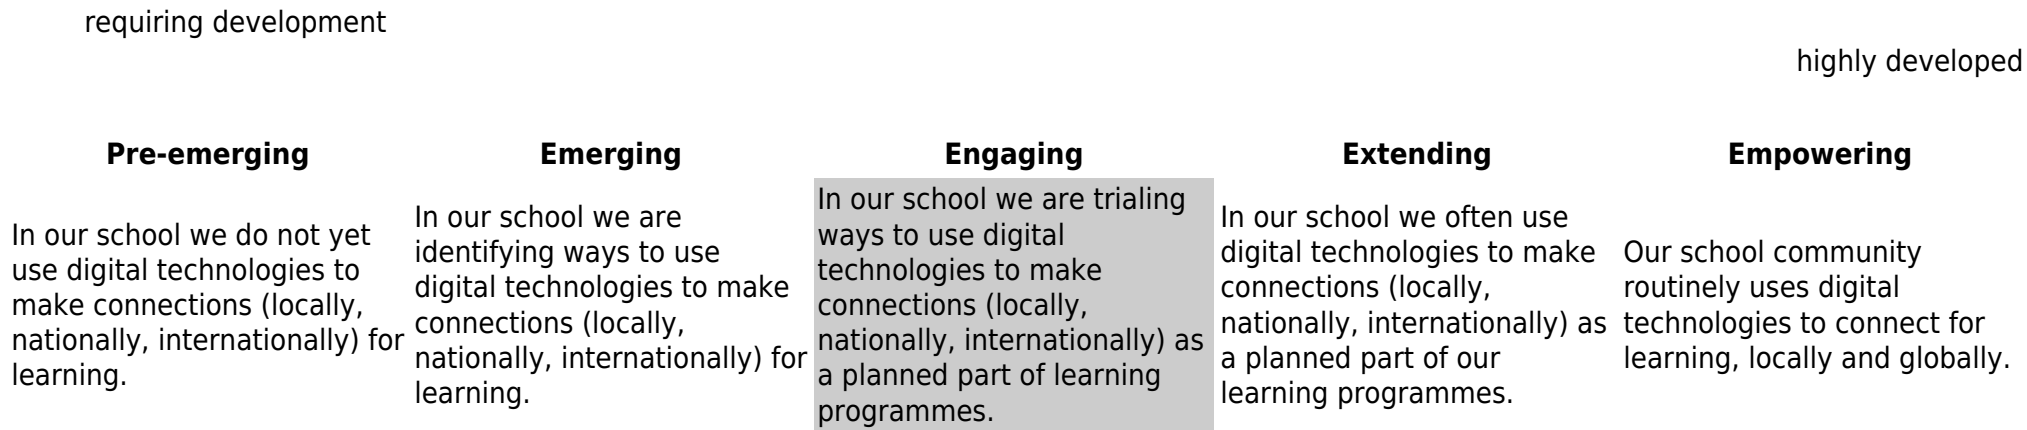 requiring development
highly developed
Pre-emerging
Emerging
Engaging
Extending
Empowering
In our school we do not yet
use digital technologies to
make connections (locally,
nationally, internationally) for
learning.
In our school we are
identifying ways to use
digital technologies to make
connections (locally,
nationally, internationally) for
learning.
In our school we are trialing
ways to use digital
technologies to make
connections (locally,
nationally, internationally) as
a planned part of learning
programmes.
In our school we often use
digital technologies to make
connections (locally,
nationally, internationally) as
a planned part of our
learning programmes.
Our school community
routinely uses digital
technologies to connect for
learning, locally and globally.